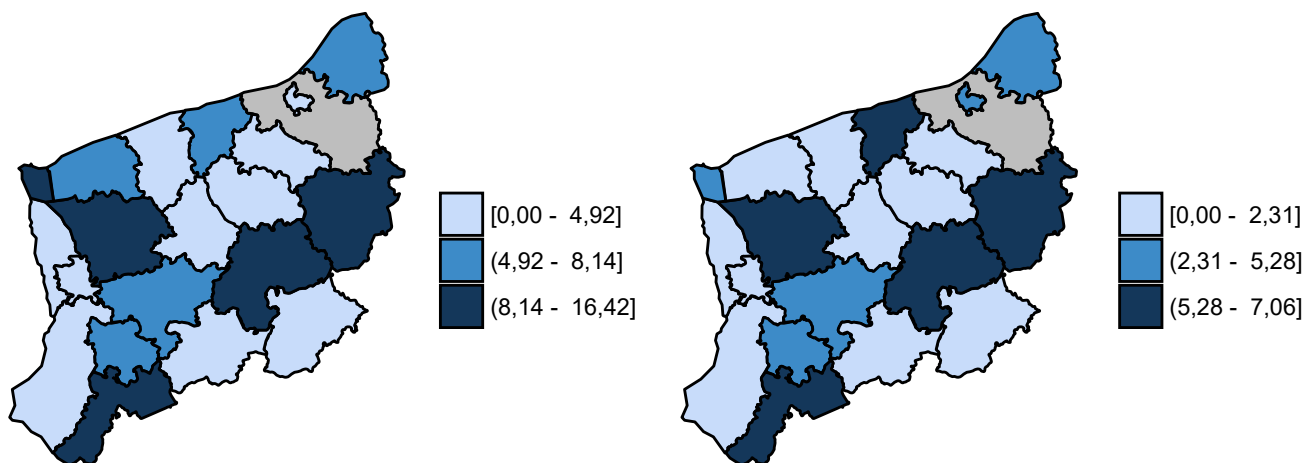 [0,00 - 4,92]
(4,92 - 8,14]
(8,14 - 16,42]
[0,00 - 2,31]
(2,31 - 5,28]
(5,28 - 7,06]